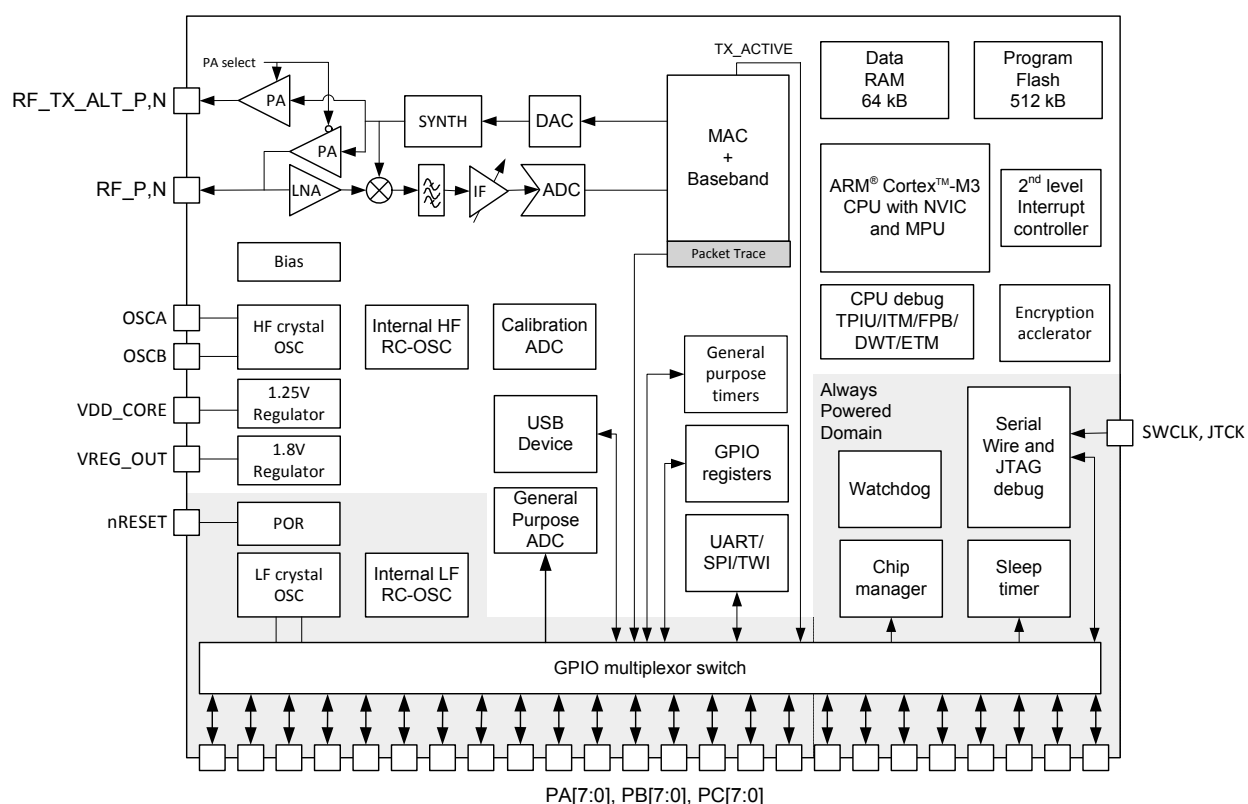 TX_ACTIVE
PA select
RF_TX_ALT_P,N
PA
SYNTH
DAC
MAC
+
Baseband
Data
RAM
64 kB
Program
Flash
512 kB
PA
RF_P,N
LNA
IF
ADC
Packet Trace
ARM® Cortex™-M3
CPU with NVIC
and MPU
2nd level
Interrupt
controller
Bias
OSCA
OSCB
HF crystal
OSC
Internal HF
RC-OSC
Calibration
ADC
General
purpose
timers
CPU debug
TPIU/ITM/FPB/
DWT/ETM
Encryption
acclerator
VDD_CORE
1.25V
Regulator
USB
Device
Always
Powered
Domain
Serial
Wire and
JTAG
debug
SWCLK, JTCK
VREG_OUT
1.8V
Regulator
GPIO
registers
Watchdog
nRESET
POR
General
Purpose
ADC
UART/
SPI/TWI
LF crystal
OSC
Internal LF
RC-OSC
Chip
manager
Sleep
timer
GPIO multiplexor switch
PA[7:0], PB[7:0], PC[7:0]